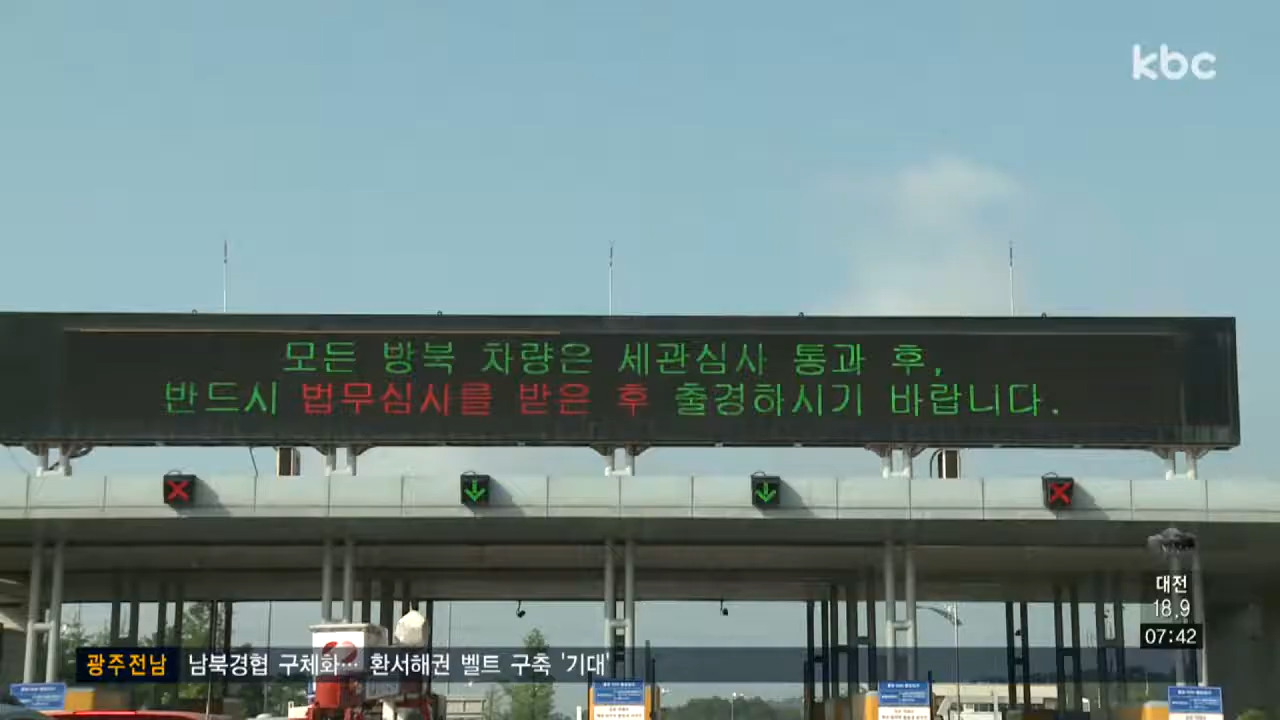 kbc
모든 방북 차량은 세관심사 통과 후,
반드시 법무심사를 받은 후 출경하시기 바랍니다.
대전
18.9
07:42
광주전남 남북경협 구체화… 환서해권 벨트 구축 '기대'